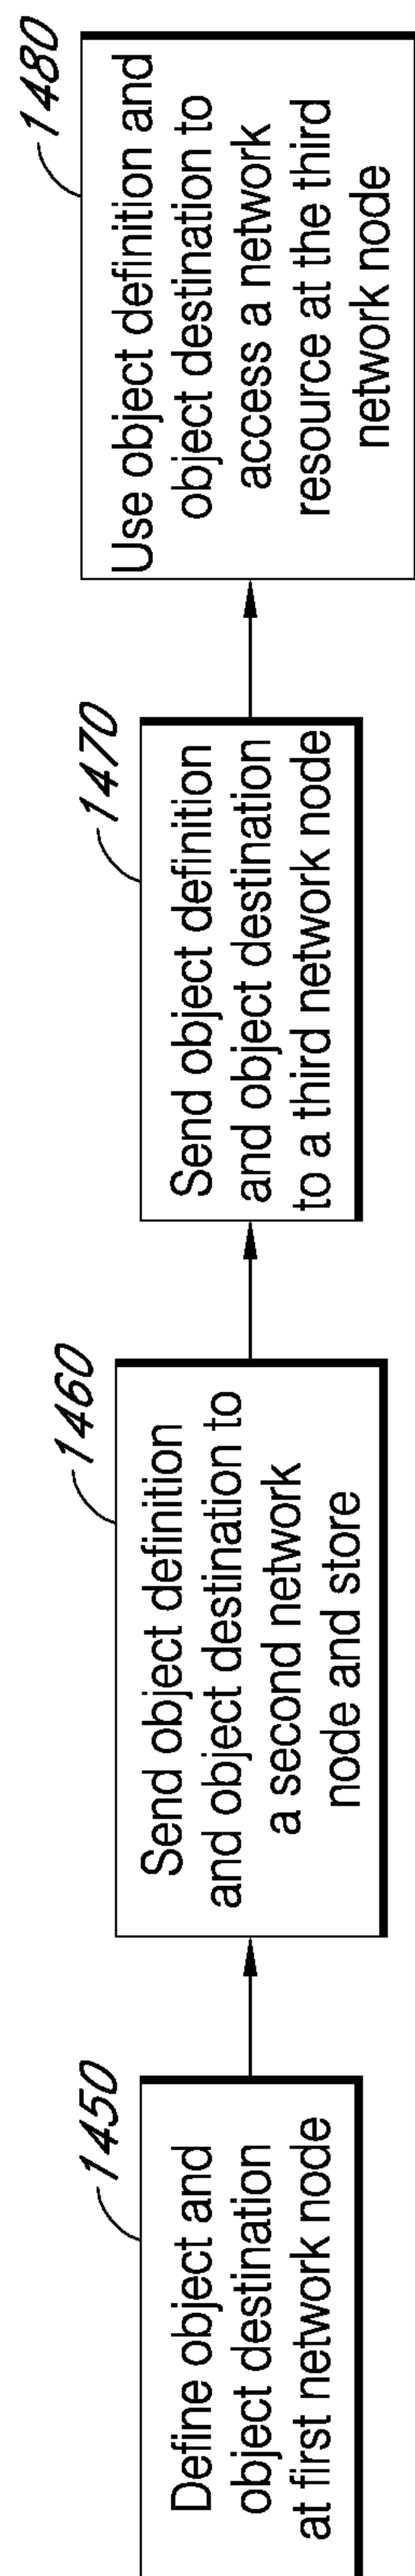 1450
Define object and
object destination
at first network node
1460
Send object definition
and object destination to
a second network
node and store
1470
Send object definition
and object destination
to a third network node
1480
Use object definition and
object destination to
access a network
resource at the third
network node